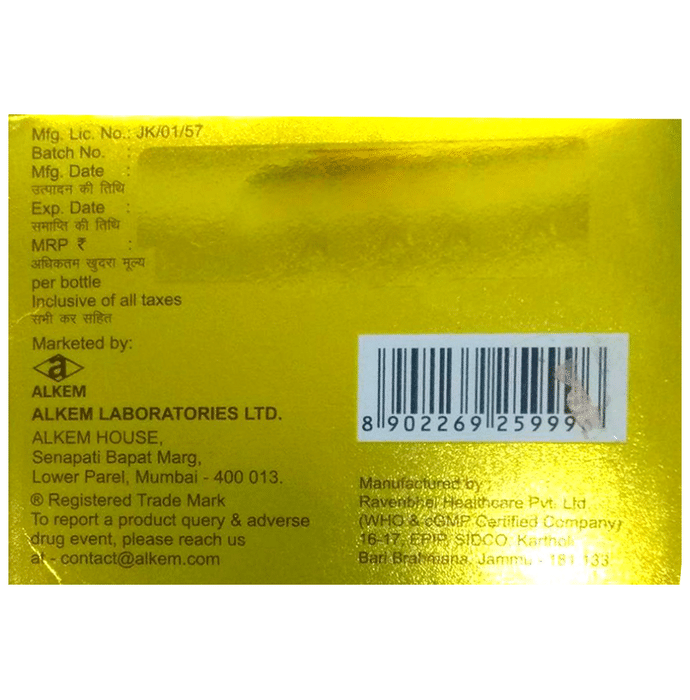 Mfg. Lic. No.: JK/01/57
Batch No. :
Mfg. Date :
उत्पादन की तिथि
Exp. Date :
समाप्ति की तिथि
MRP ₹ :
अधिकतम खुदरा मूल्य
per bottle
Inclusive of all taxes
सभी कर सहित
Marketed by:
a
ALKEM
ALKEM LABORATORIES LTD.
ALKEM HOUSE,
Senapati Bapat Marg,
Lower Parel, Mumbai - 400 013.
® Registered Trade Mark
To report a product query & adverse
drug event, please reach us
at - contact@alkem.com
8 902269 25999
Manufactured by :
Ravenbhel Healthcare Pvt. Ltd.
(WHO & cGMP Certified Company)
16-17, EPIP, SIDCO, Kartholi
Bari Brahmana, Jammu - 181 133